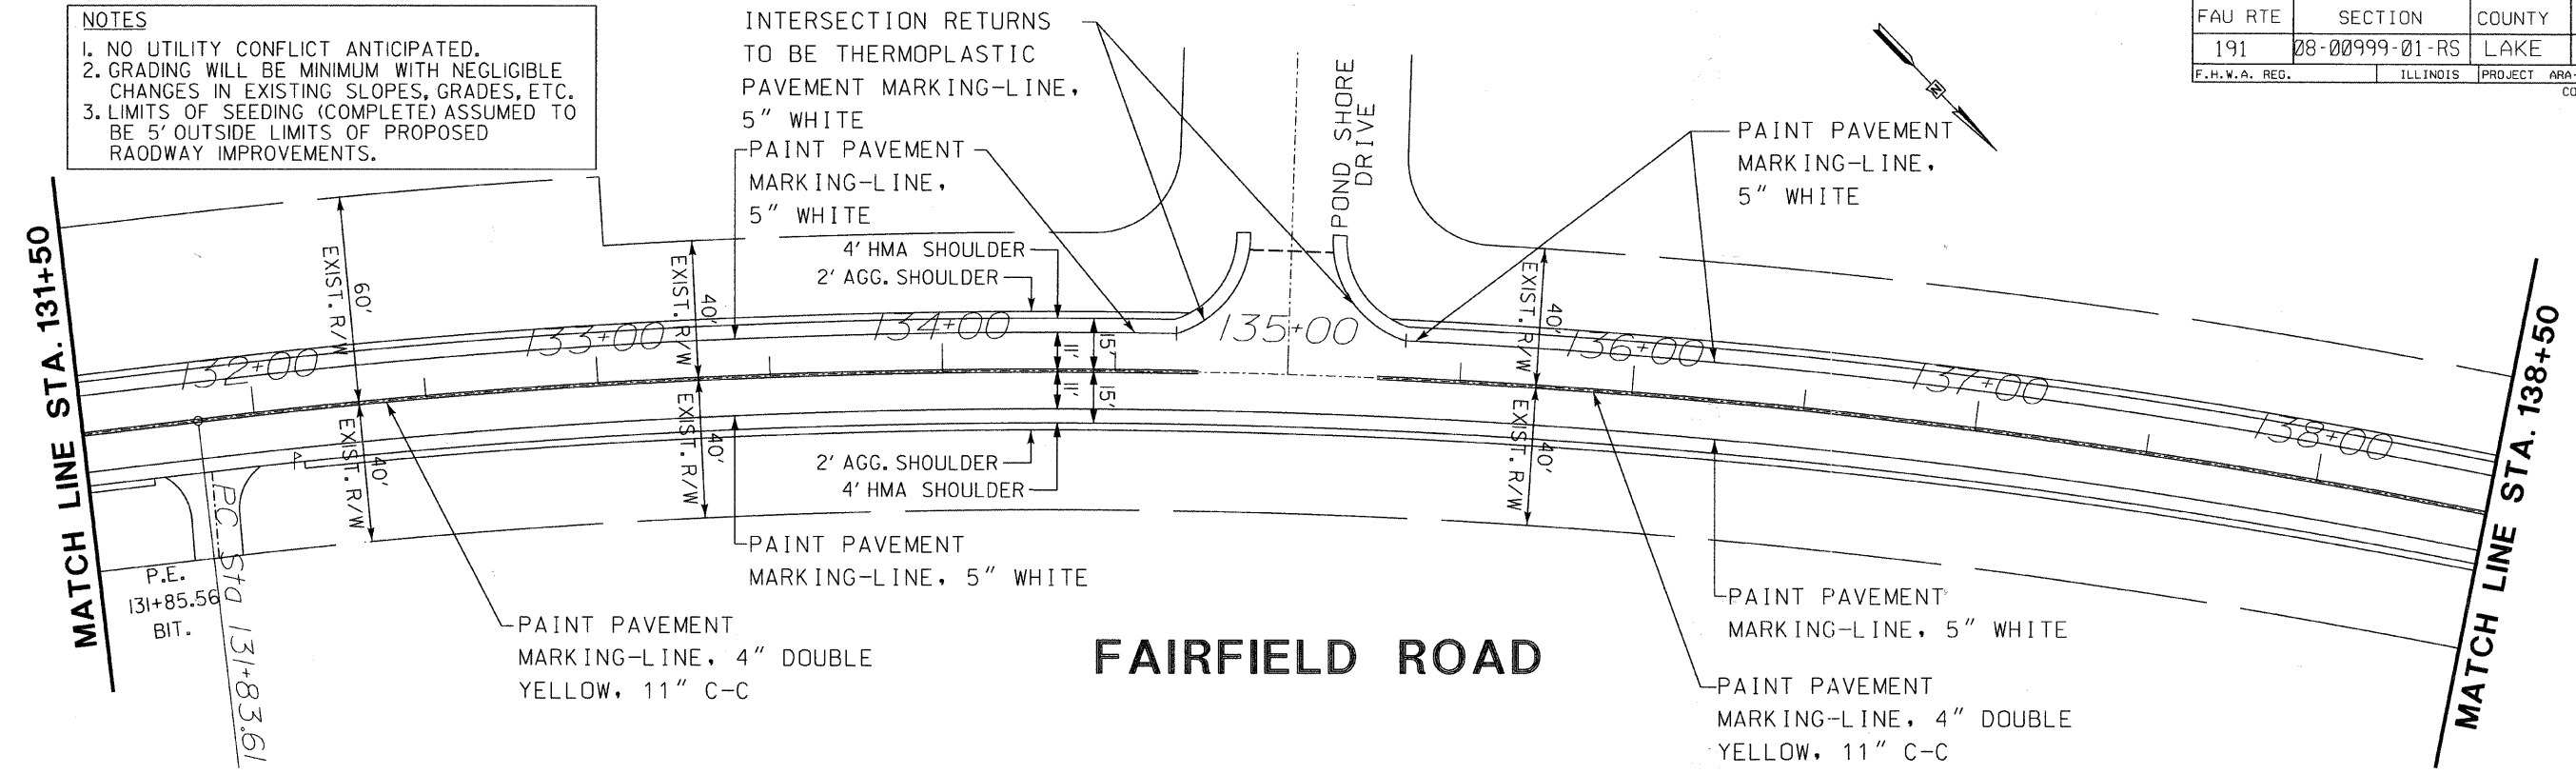 NOTES
1. NO UTILITY CONFLICT ANTICIPATED.
2. GRADING WILL BE MINIMUM WITH NEGLIGIBLE
CHANGES IN EXISTING SLOPES, GRADES, ETC.
3. LIMITS OF SEEDING (COMPLETE) ASSUMED TO
BE 5' OUTSIDE LIMITS OF PROPOSED
RAODWAY IMPROVEMENTS.
INTERSECTION RETURNS
TO BE THERMOPLASTIC
PAVEMENT MARKING-LINE,
5" WHITE
PAINT PAVEMENT
MARKING-LINE,
5" WHITE
POND SHORE
DRIVE
N
PAINT PAVEMENT
MARKING-LINE,
5" WHITE
FAU RTE SECTION COUNTY
191 08-00999-01-RS LAKE
F.H.W.A. REG. ILLINOIS PROJECT ARA-
CO
MATCH LINE STA. 131+50
60'
EXIST. R/W
40'
EXIST. R/W
40'
EXIST. R/W
40'
EXIST. R/W
4' HMA SHOULDER
2' AGG. SHOULDER
132+00
133+00
134+00
135+00
136+00
137+00
138+00
11'
15'
11'
15'
40'
EXIST. R/W
40'
EXIST. R/W
2' AGG. SHOULDER
4' HMA SHOULDER
MATCH LINE STA. 138+50
P.E.
131+85.56
BIT.
PC Sta 131+83.61
PAINT PAVEMENT
MARKING-LINE, 5" WHITE
PAINT PAVEMENT
MARKING-LINE, 4" DOUBLE
YELLOW, 11" C-C
FAIRFIELD ROAD
PAINT PAVEMENT
MARKING-LINE, 5" WHITE
PAINT PAVEMENT
MARKING-LINE, 4" DOUBLE
YELLOW, 11" C-C